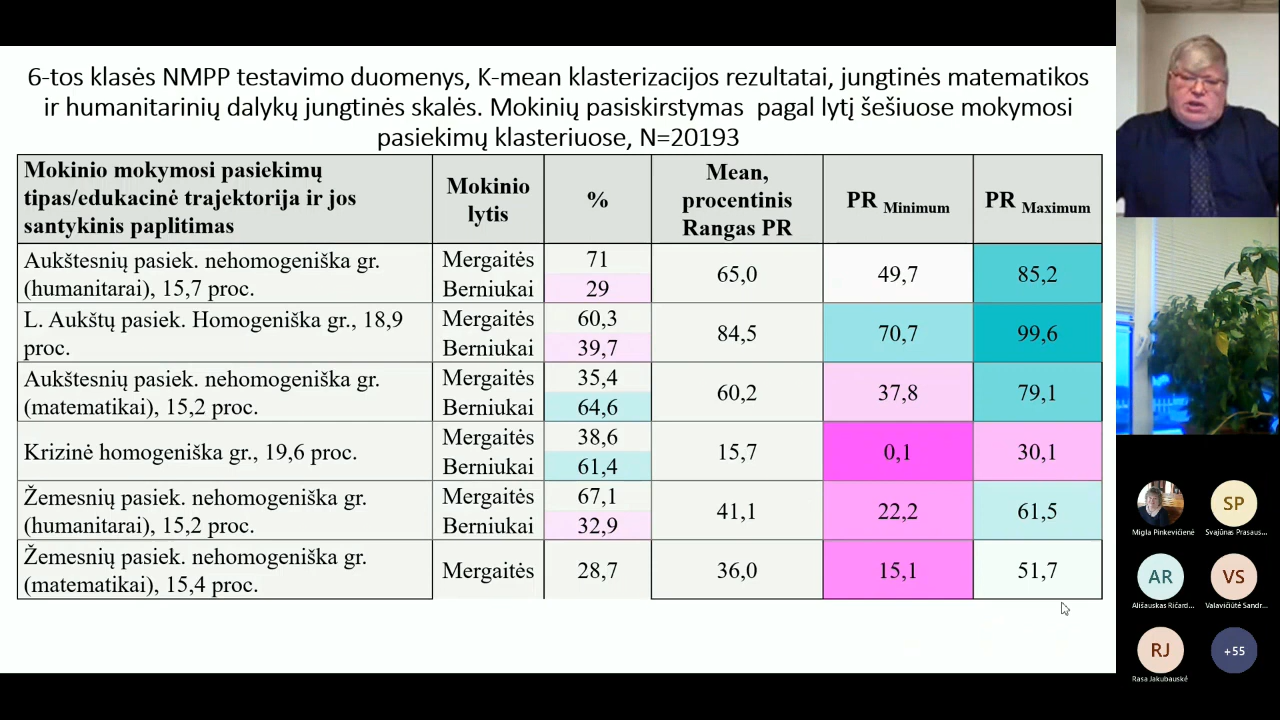 6-tos klasės NMPP testavimo duomenys, K-mean klasterizacijos rezultatai, jungtinės matematikos
ir humanitarinių dalykų jungtinės skalės. Mokinių pasiskirstymas pagal lytį šešiuose mokymosi
pasiekimų klasteriuose, N=20193
Mokinio mokymosi pasiekimų
tipas/edukacinė trajektorija ir jos
santykinis paplitimas
Mokinio
lytis
%
Mean,
procentinis
Rangas PR
PR Minimum
PR Maximum
Aukštesnių pasiek. nehomogeniška gr.
(humanitarai), 15,7 proc.
Mergaitės
Berniukai
71
29
65,0
49,7
85,2
L. Aukštų pasiek. Homogeniška gr., 18,9
proc.
Mergaitės
Berniukai
60,3
39,7
84,5
70,7
99,6
Aukštesnių pasiek. nehomogeniška gr.
(matematikai), 15,2 proc.
Mergaitės
Berniukai
35,4
64,6
60,2
37,8
79,1
Krizinė homogeniška gr., 19,6 proc.
Mergaitės
Berniukai
38,6
61,4
15,7
0,1
30,1
Žemesnių pasiek. nehomogeniška gr.
(humanitarai), 15,2 proc.
Mergaitės
Berniukai
67,1
32,9
41,1
22,2
61,5
Žemesnių pasiek. nehomogeniška gr.
(matematikai), 15,4 proc.
Mergaitės
28,7
36,0
15,1
51,7
Migla Pinkevičienė
SP
Svajūnas Prasaus...
AR
Ališauskas Ričard...
VS
Valavičiūtė Sandr...
RJ
Rasa Jakubauskė
+55